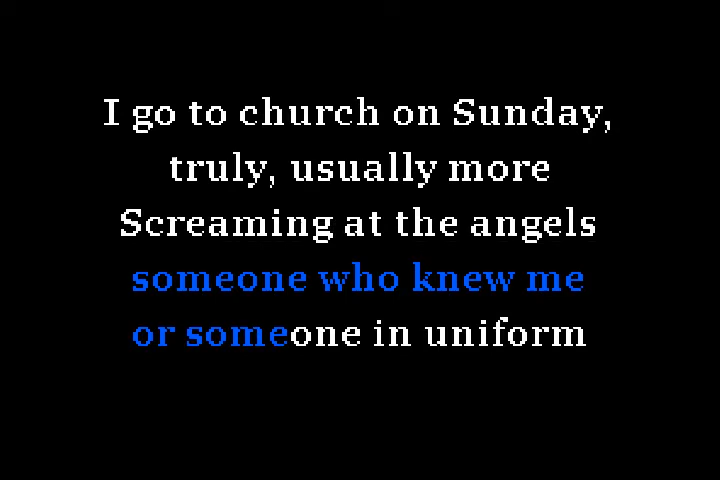 I go to church on Sunday,
truly, usually more
Screaming at the angels
someone who knew me
or someone in uniform